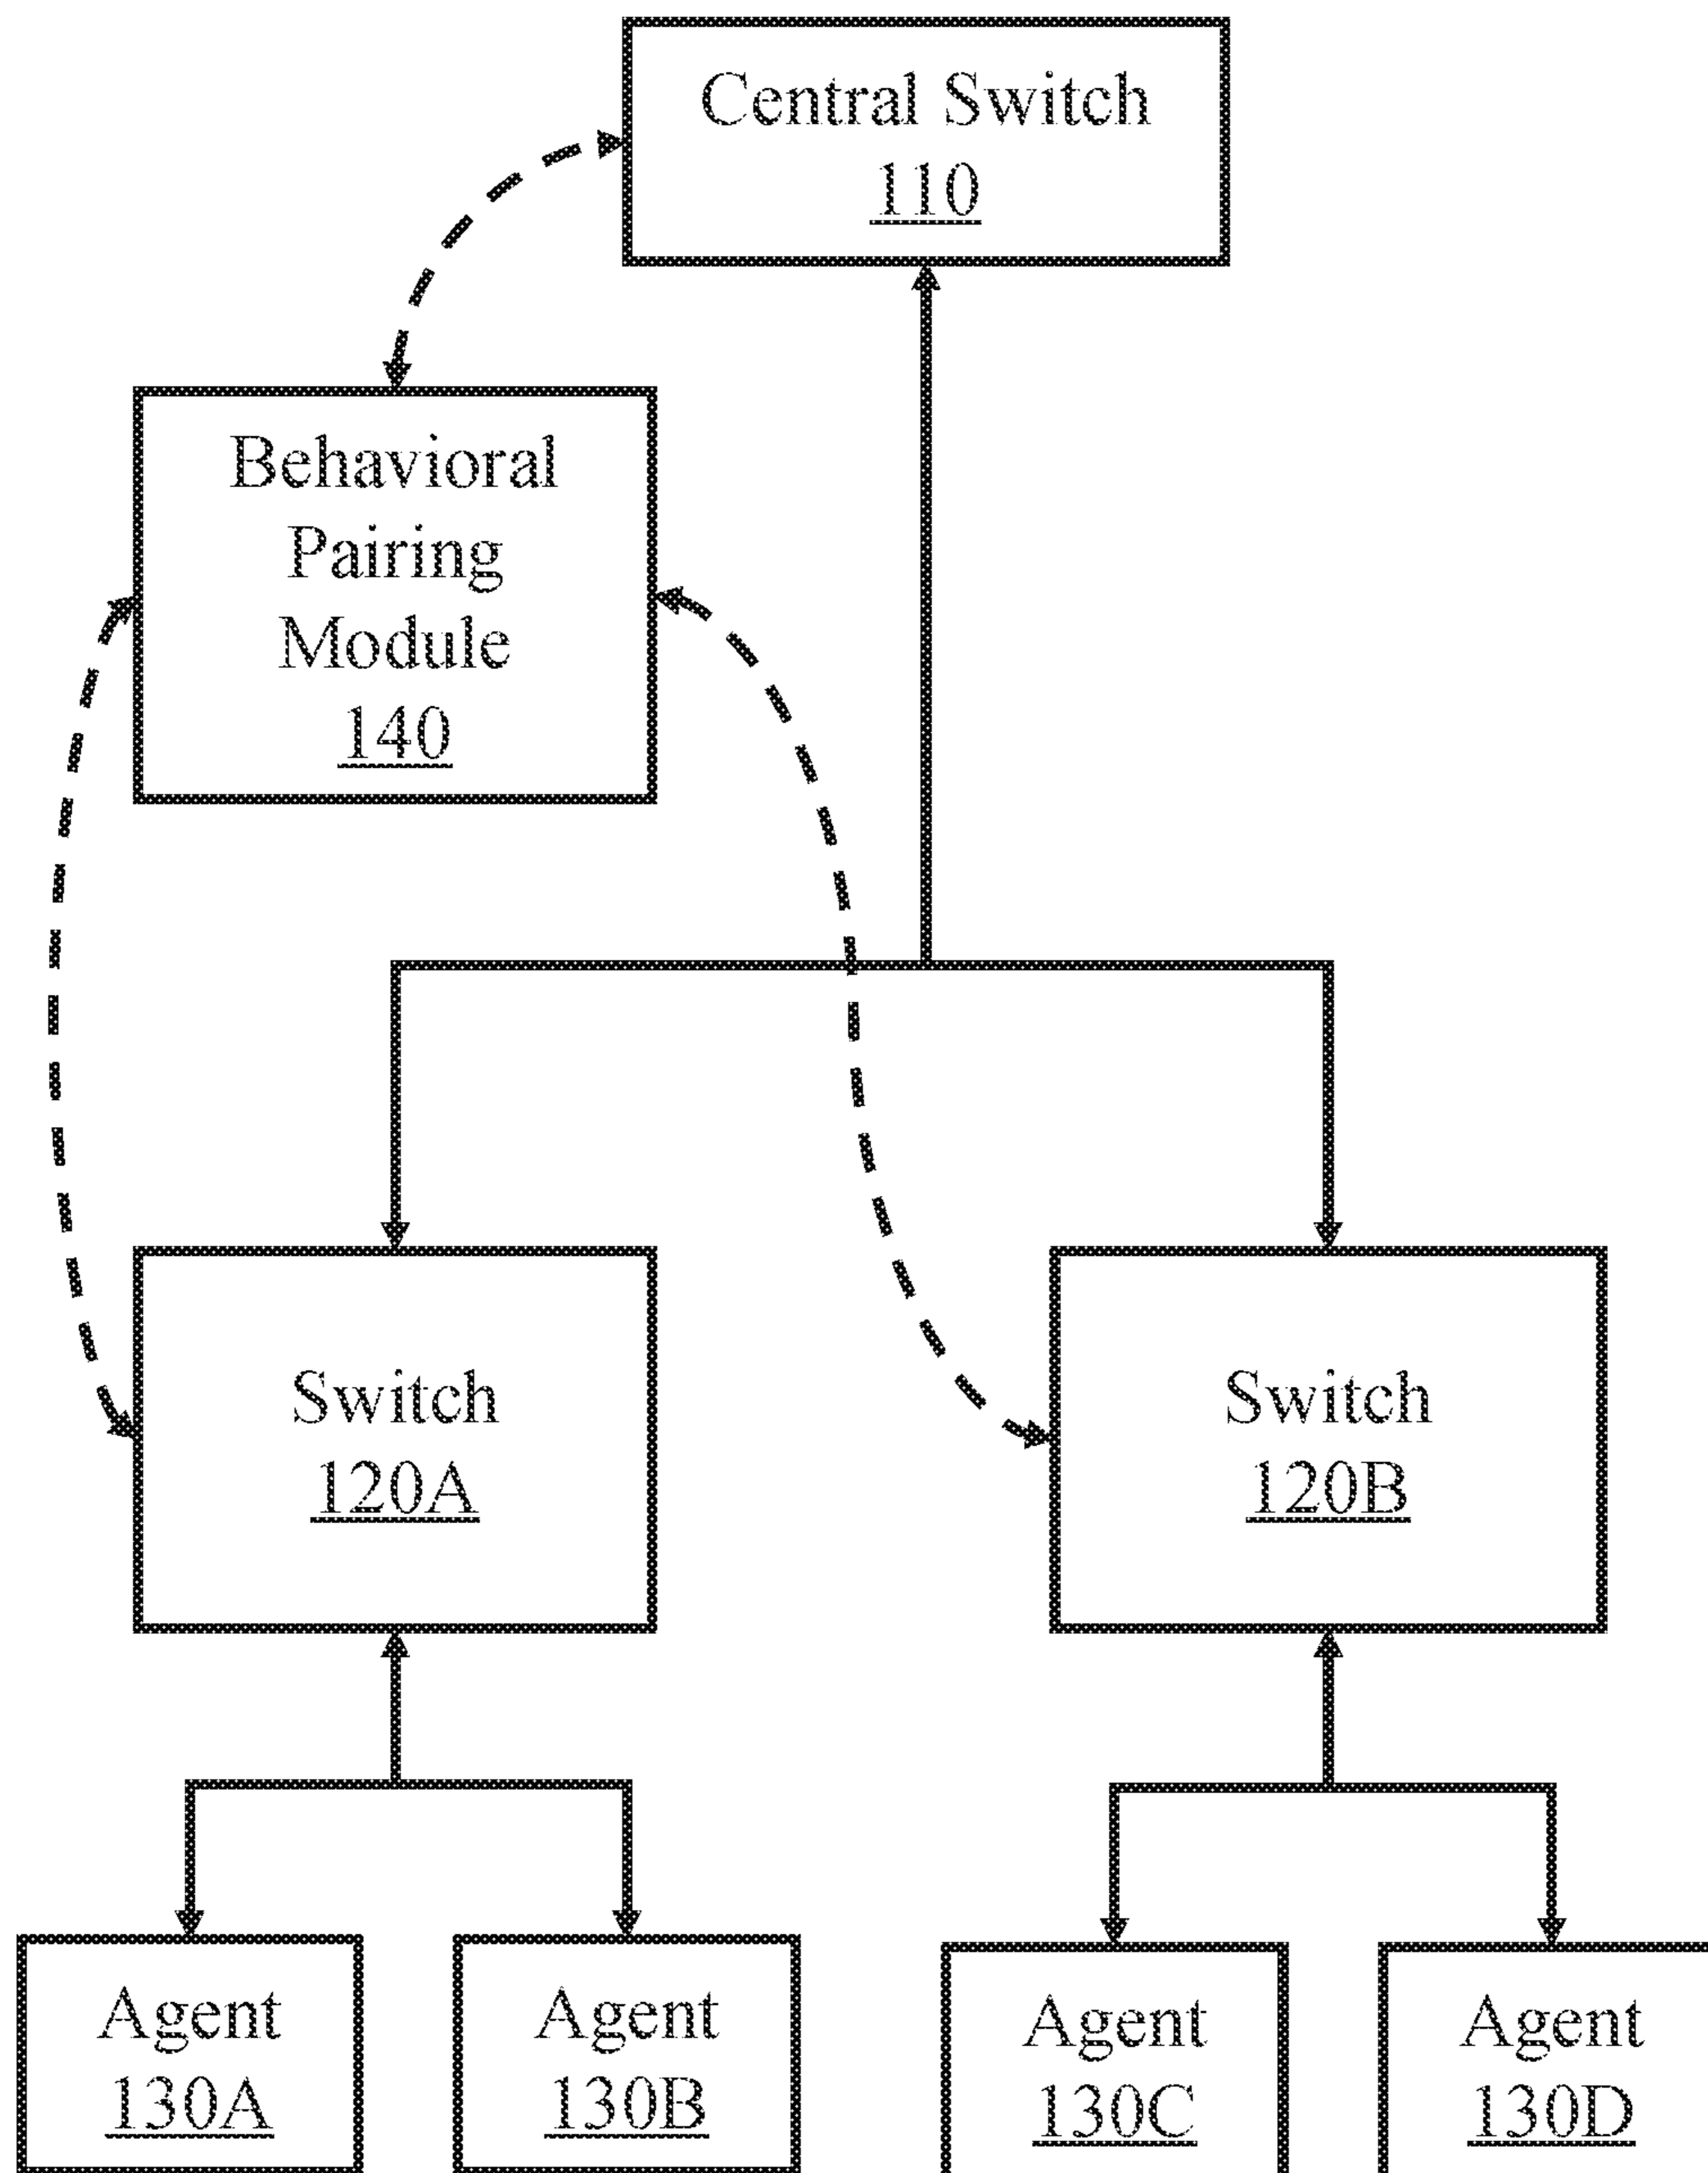 Central Switch
110
Behavioral
Pairing
Module
140
Switch
120A
Switch
120B
Agent
130A
Agent
130B
Agent
130C
Agent
130D